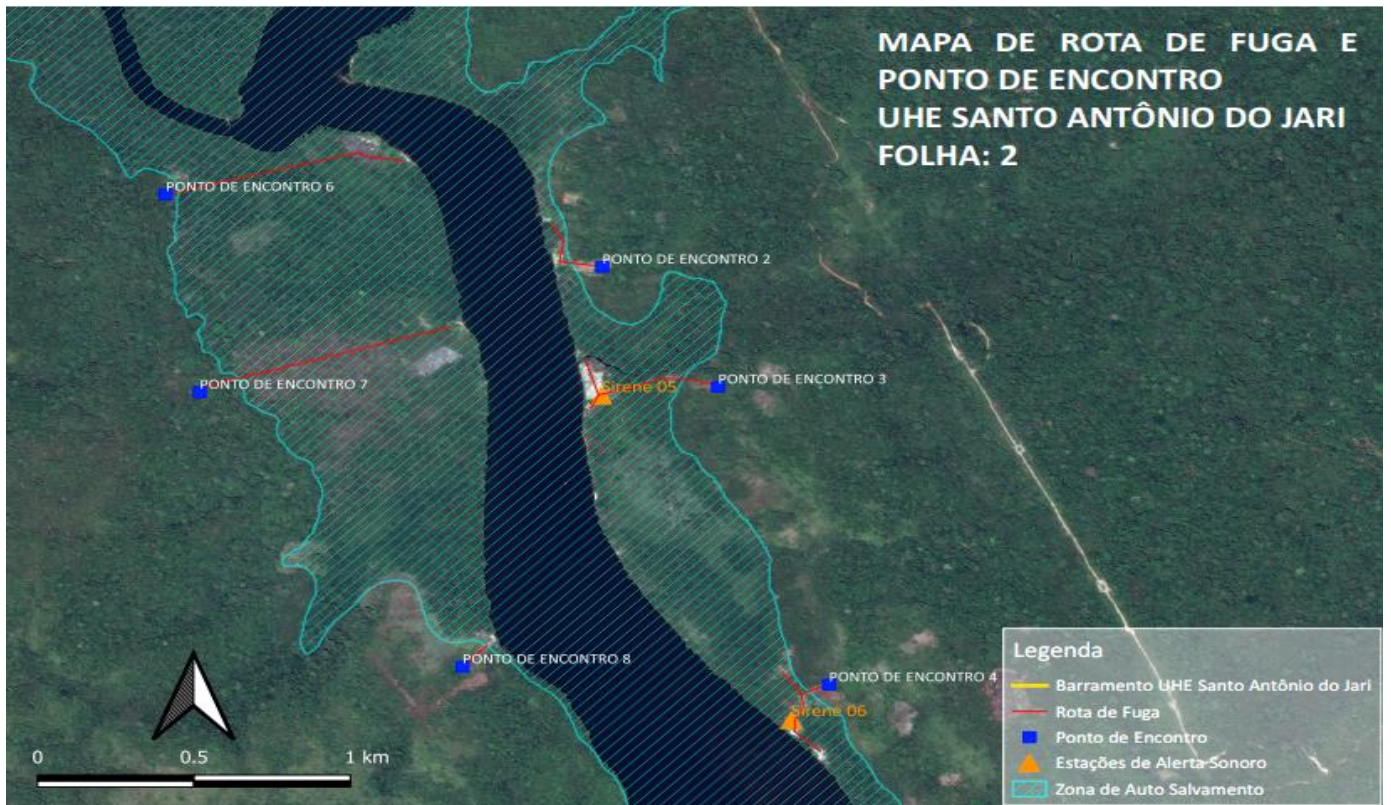 MAPA DE ROTA DE FUGA E
PONTO DE ENCONTRO
UHE SANTO ANTÔNIO DO JARI
FOLHA: 2
PONTO DE ENCONTRO 6
PONTO DE ENCONTRO 2
PONTO DE ENCONTRO 7
Sirene 05
PONTO DE ENCONTRO 3
PONTO DE ENCONTRO 8
PONTO DE ENCONTRO 4
Sirene 06
0 0.5 1 km
Legenda
Barramento UHE Santo Antônio do Jari
Rota de Fuga
Ponto de Encontro
Estações de Alerta Sonoro
Zona de Auto Salvamento